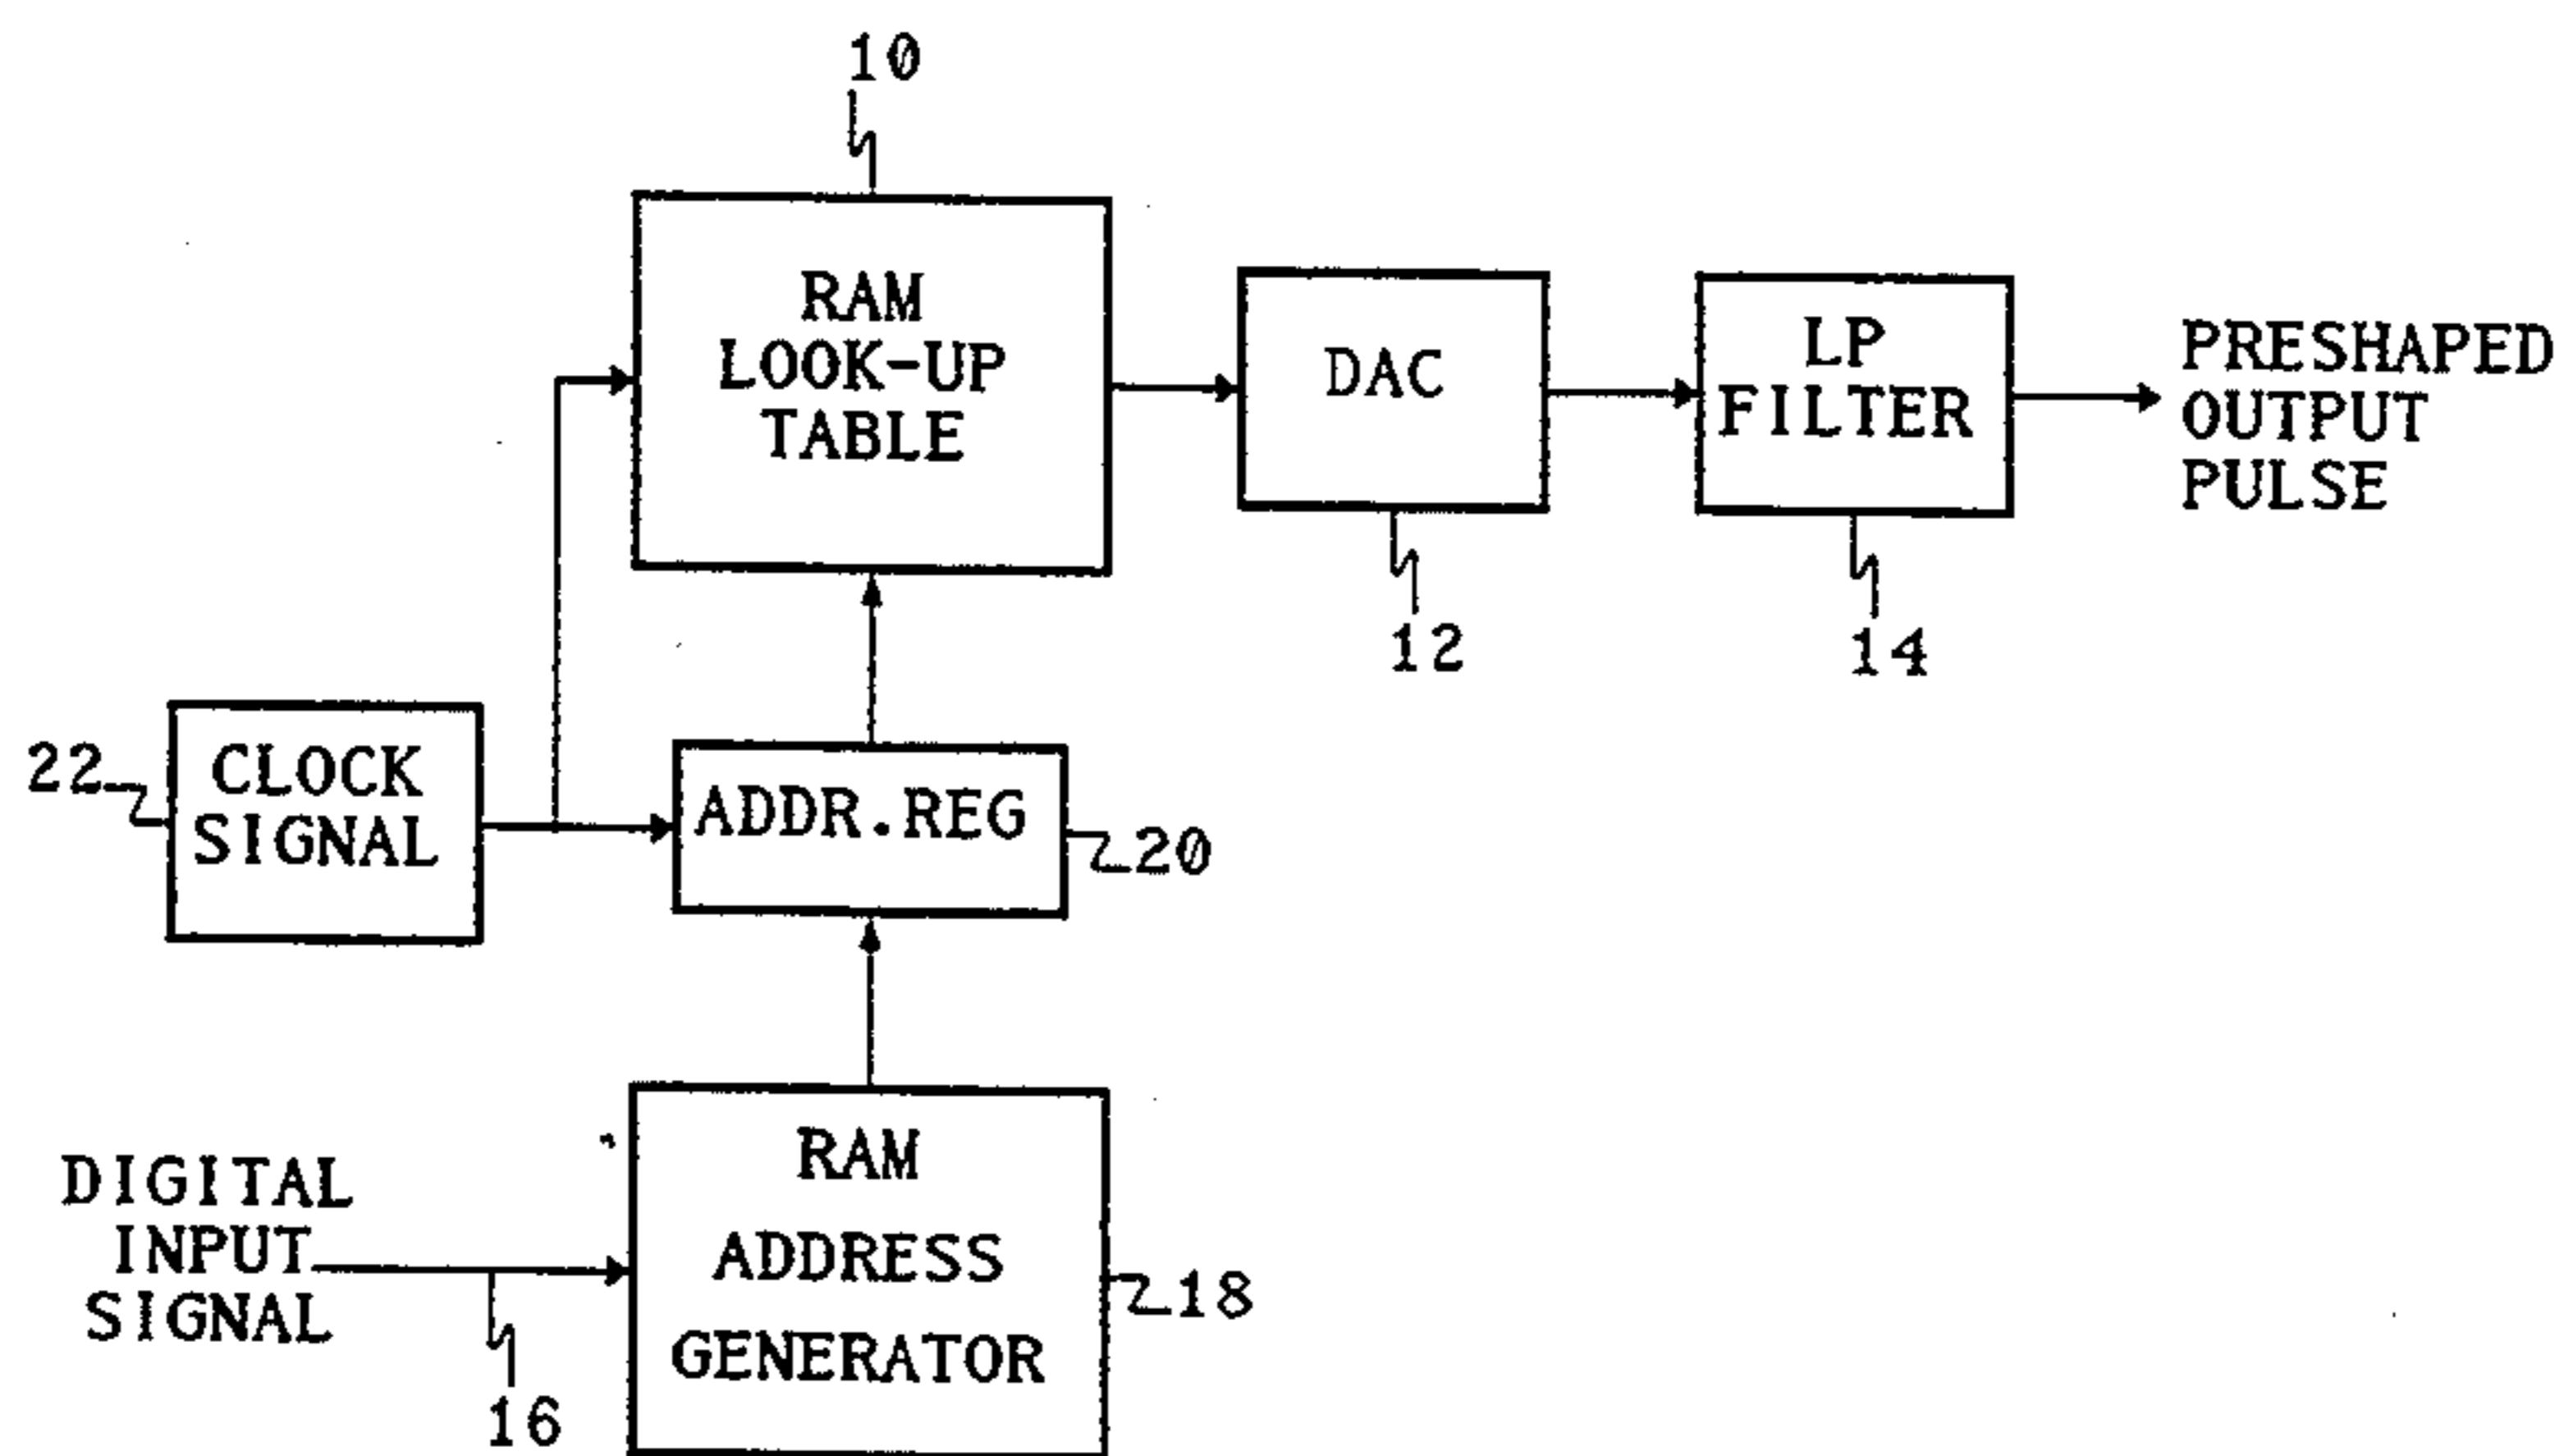 10
RAM
LOOK-UP
TABLE
DAC
LP
FILTER
PRESHAPED
OUTPUT
PULSE
12
14
22
CLOCK
SIGNAL
ADDR.REG
20
DIGITAL
INPUT
SIGNAL
16
RAM
ADDRESS
GENERATOR
18